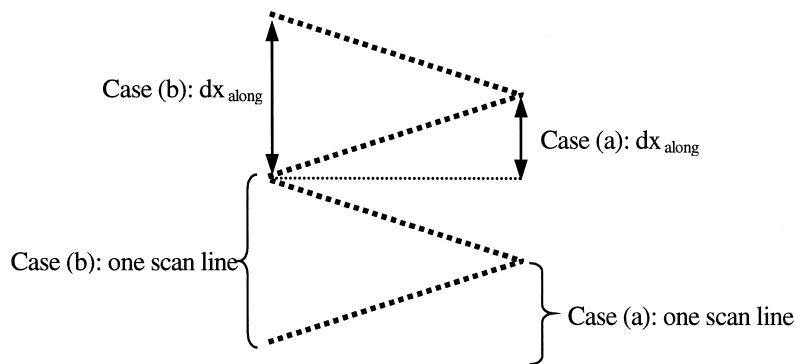 Case (b): dx along
Case (a): dx along
Case (b): one scan line
Case (a): one scan line